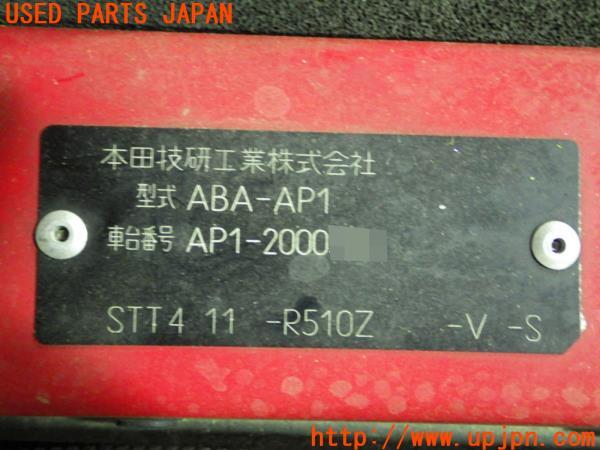 USED PARTS JAPAN
本田技研工業株式会社
型式 ABA-AP1
車台番号 AP1-2000
STT4 11 -R510Z -V -S
http://www.upjpn.com/